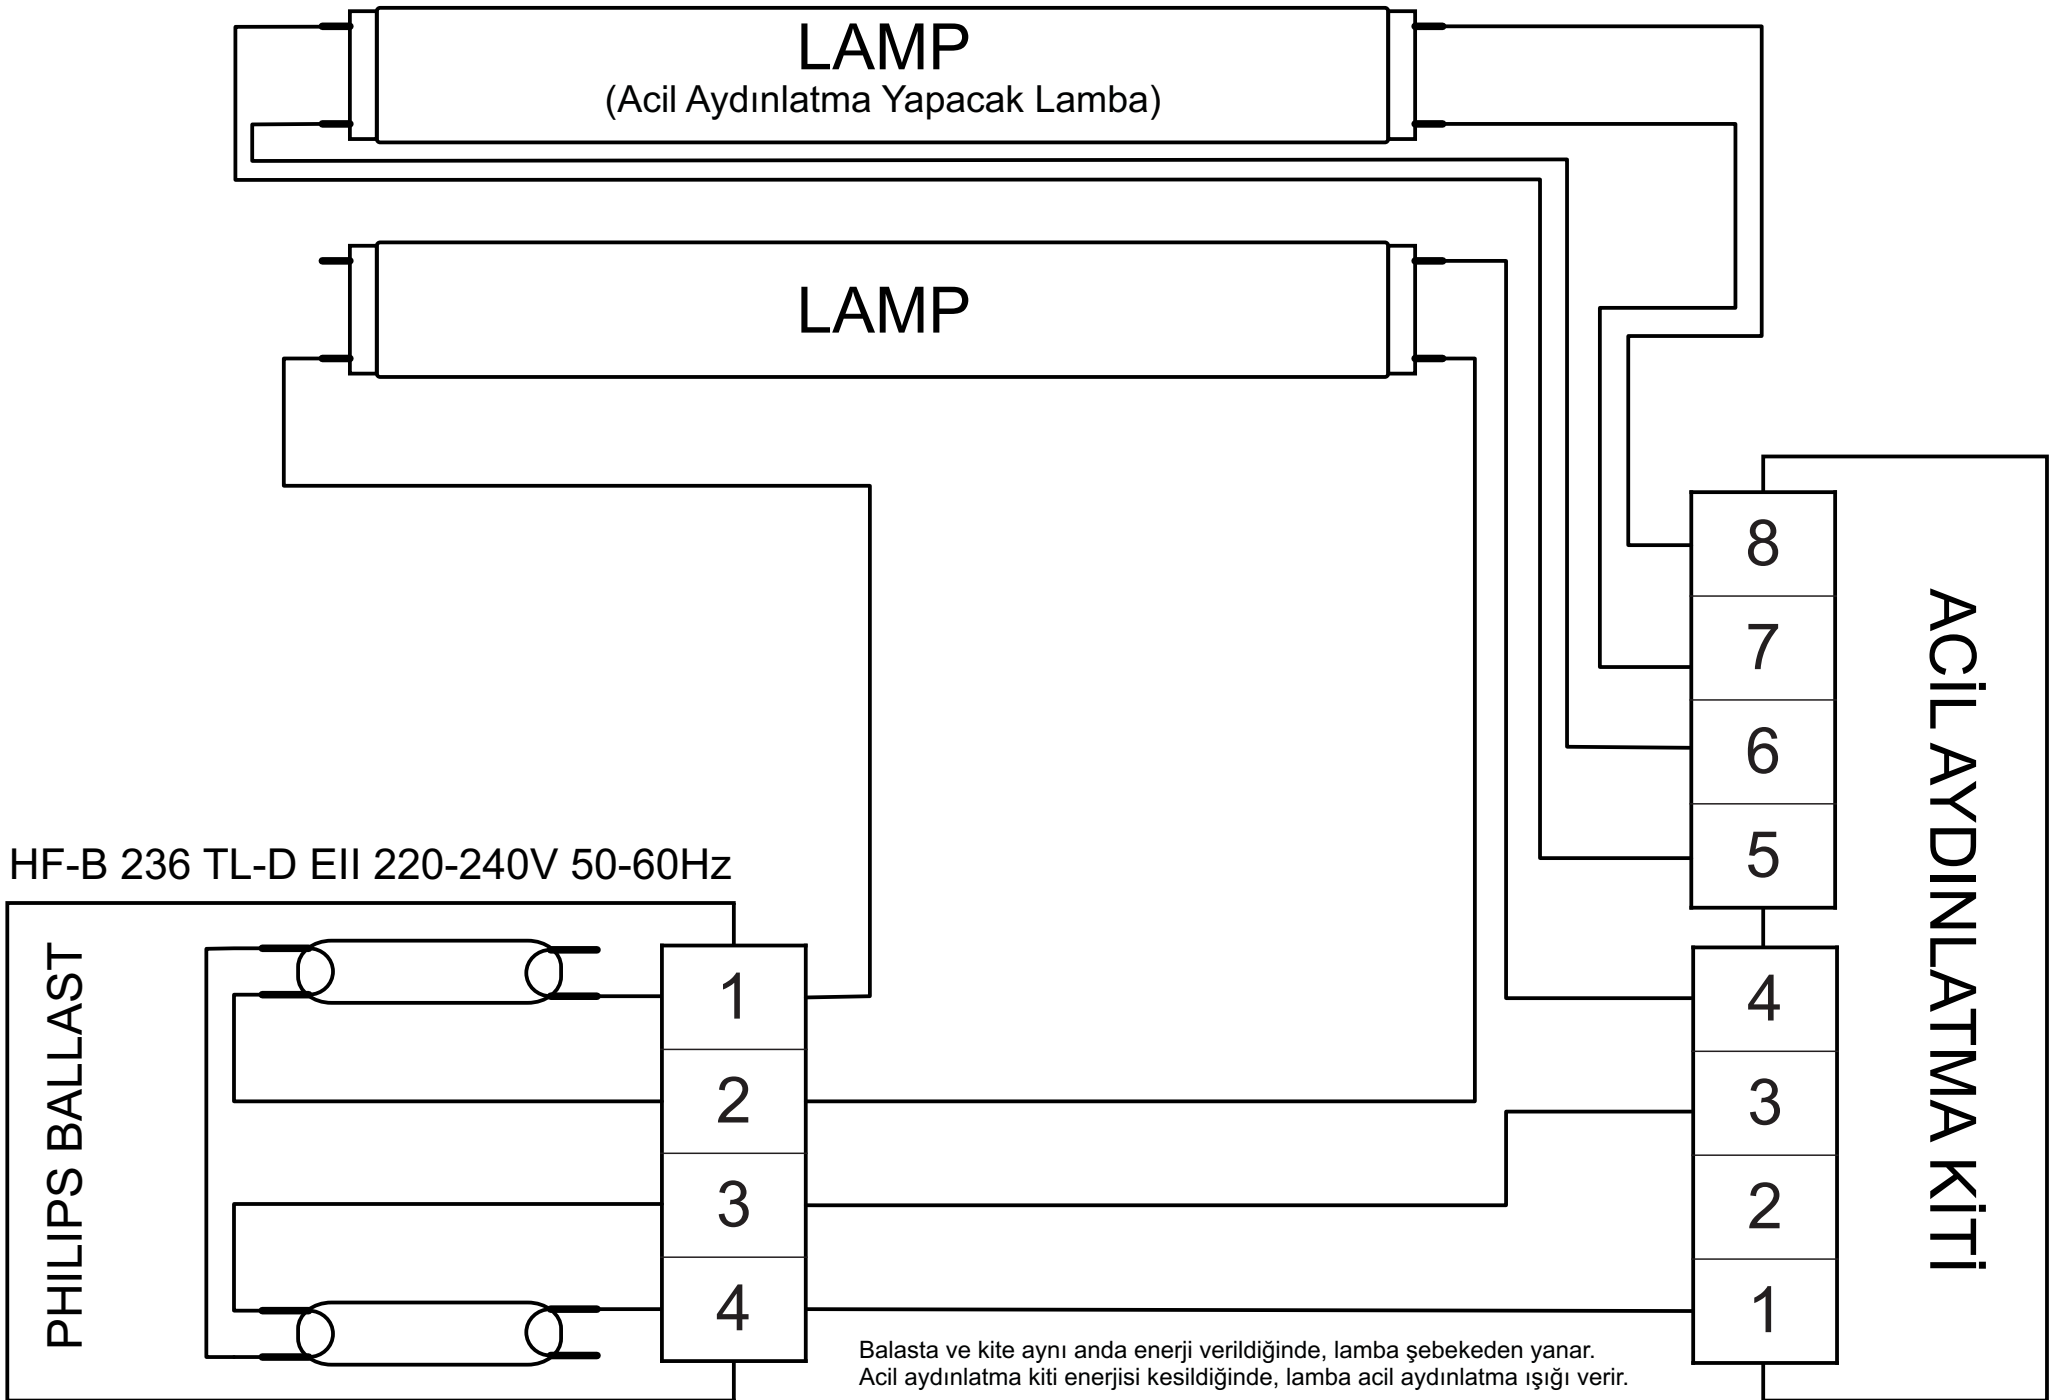 LAMP
(Acil Aydınlatma Yapacak Lamba)
LAMP
8
7
6
5
4
3
2
1
ACİL AYDINLATMA KİTİ
HF-B 236 TL-D EII 220-240V 50-60Hz
PHILIPS BALLAST
1
2
3
4
Balasta ve kite aynı anda enerji verildiğinde, lamba şebekeden yanar.
Acil aydınlatma kiti enerjisi kesildiğinde, lamba acil aydınlatma ışığı verir.